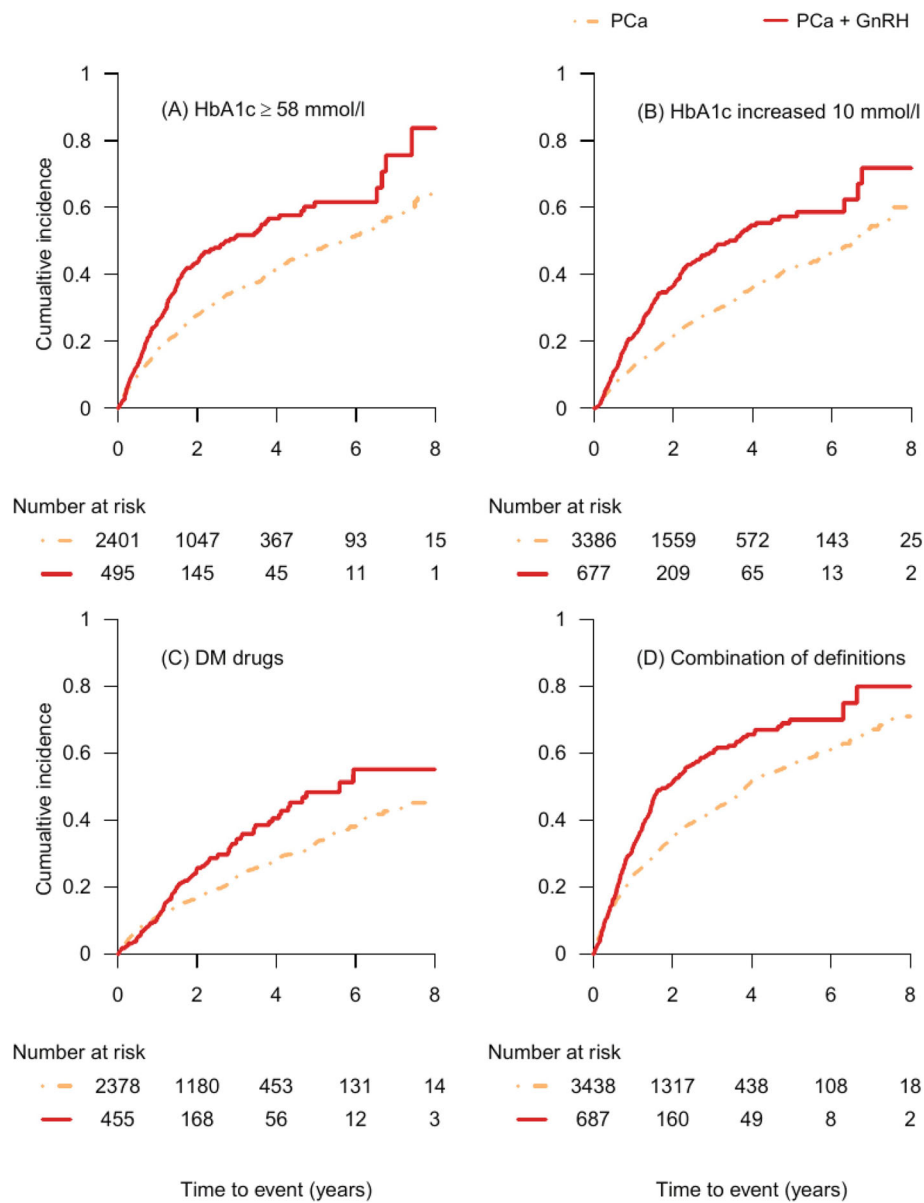 PCa PCa + GnRH
1 1
(A) HbA1c ≥ 58 mmol/l (B) HbA1c increased 10 mmol/l
0.8 0.8
0.6 0.6
0.4 0.4
0.2 0.2
0 0
Cumualtive incidence
0 2 4 6 8 0 2 4 6 8
Number at risk Number at risk
2401 1047 367 93 15 3386 1559 572 143 25
495 145 45 11 1 677 209 65 13 2
1 1
(C) DM drugs (D) Combination of definitions
0.8 0.8
0.6 0.6
0.4 0.4
0.2 0.2
0 0
Cumualtive incidence
0 2 4 6 8 0 2 4 6 8
Number at risk Number at risk
2378 1180 453 131 14 3438 1317 438 108 18
455 168 56 12 3 687 160 49 8 2
Time to event (years) Time to event (years)